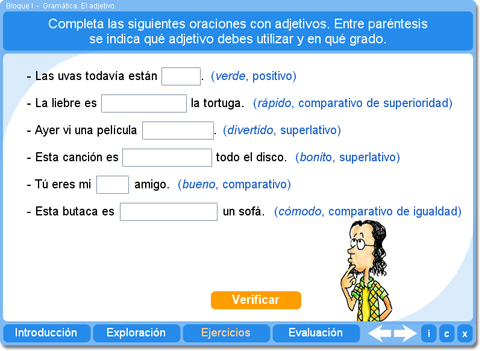 Bloque I - Gramática. El adjetivo.
Completa las siguientes oraciones con adjetivos. Entre paréntesis
se indica qué adjetivo debes utilizar y en qué grado.
- Las uvas todavía están . (verde, positivo)
- La liebre es la tortuga. (rápido, comparativo de superioridad)
- Ayer vi una película . (divertido, superlativo)
- Esta canción es todo el disco. (bonito, superlativo)
- Tú eres mi amigo. (bueno, comparativo)
- Esta butaca es un sofá. (cómodo, comparativo de igualdad)
Verificar
Introducción Exploración Ejercicios Evaluación i c x